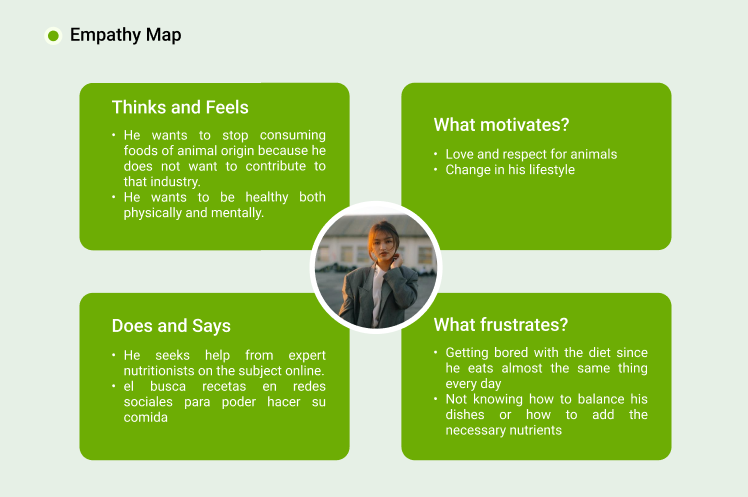 Empathy Map
Thinks and Feels
• He wants to stop consuming
foods of animal origin because he
does not want to contribute to
that industry.
• He wants to be healthy both
physically and mentally.
What motivates?
• Love and respect for animals
• Change in his lifestyle
Does and Says
• He seeks help from expert
nutritionists on the subject online.
• el busca recetas en redes
sociales para poder hacer su
comida
What frustrates?
• Getting bored with the diet since
he eats almost the same thing
every day
• Not knowing how to balance his
dishes or how to add the
necessary nutrients